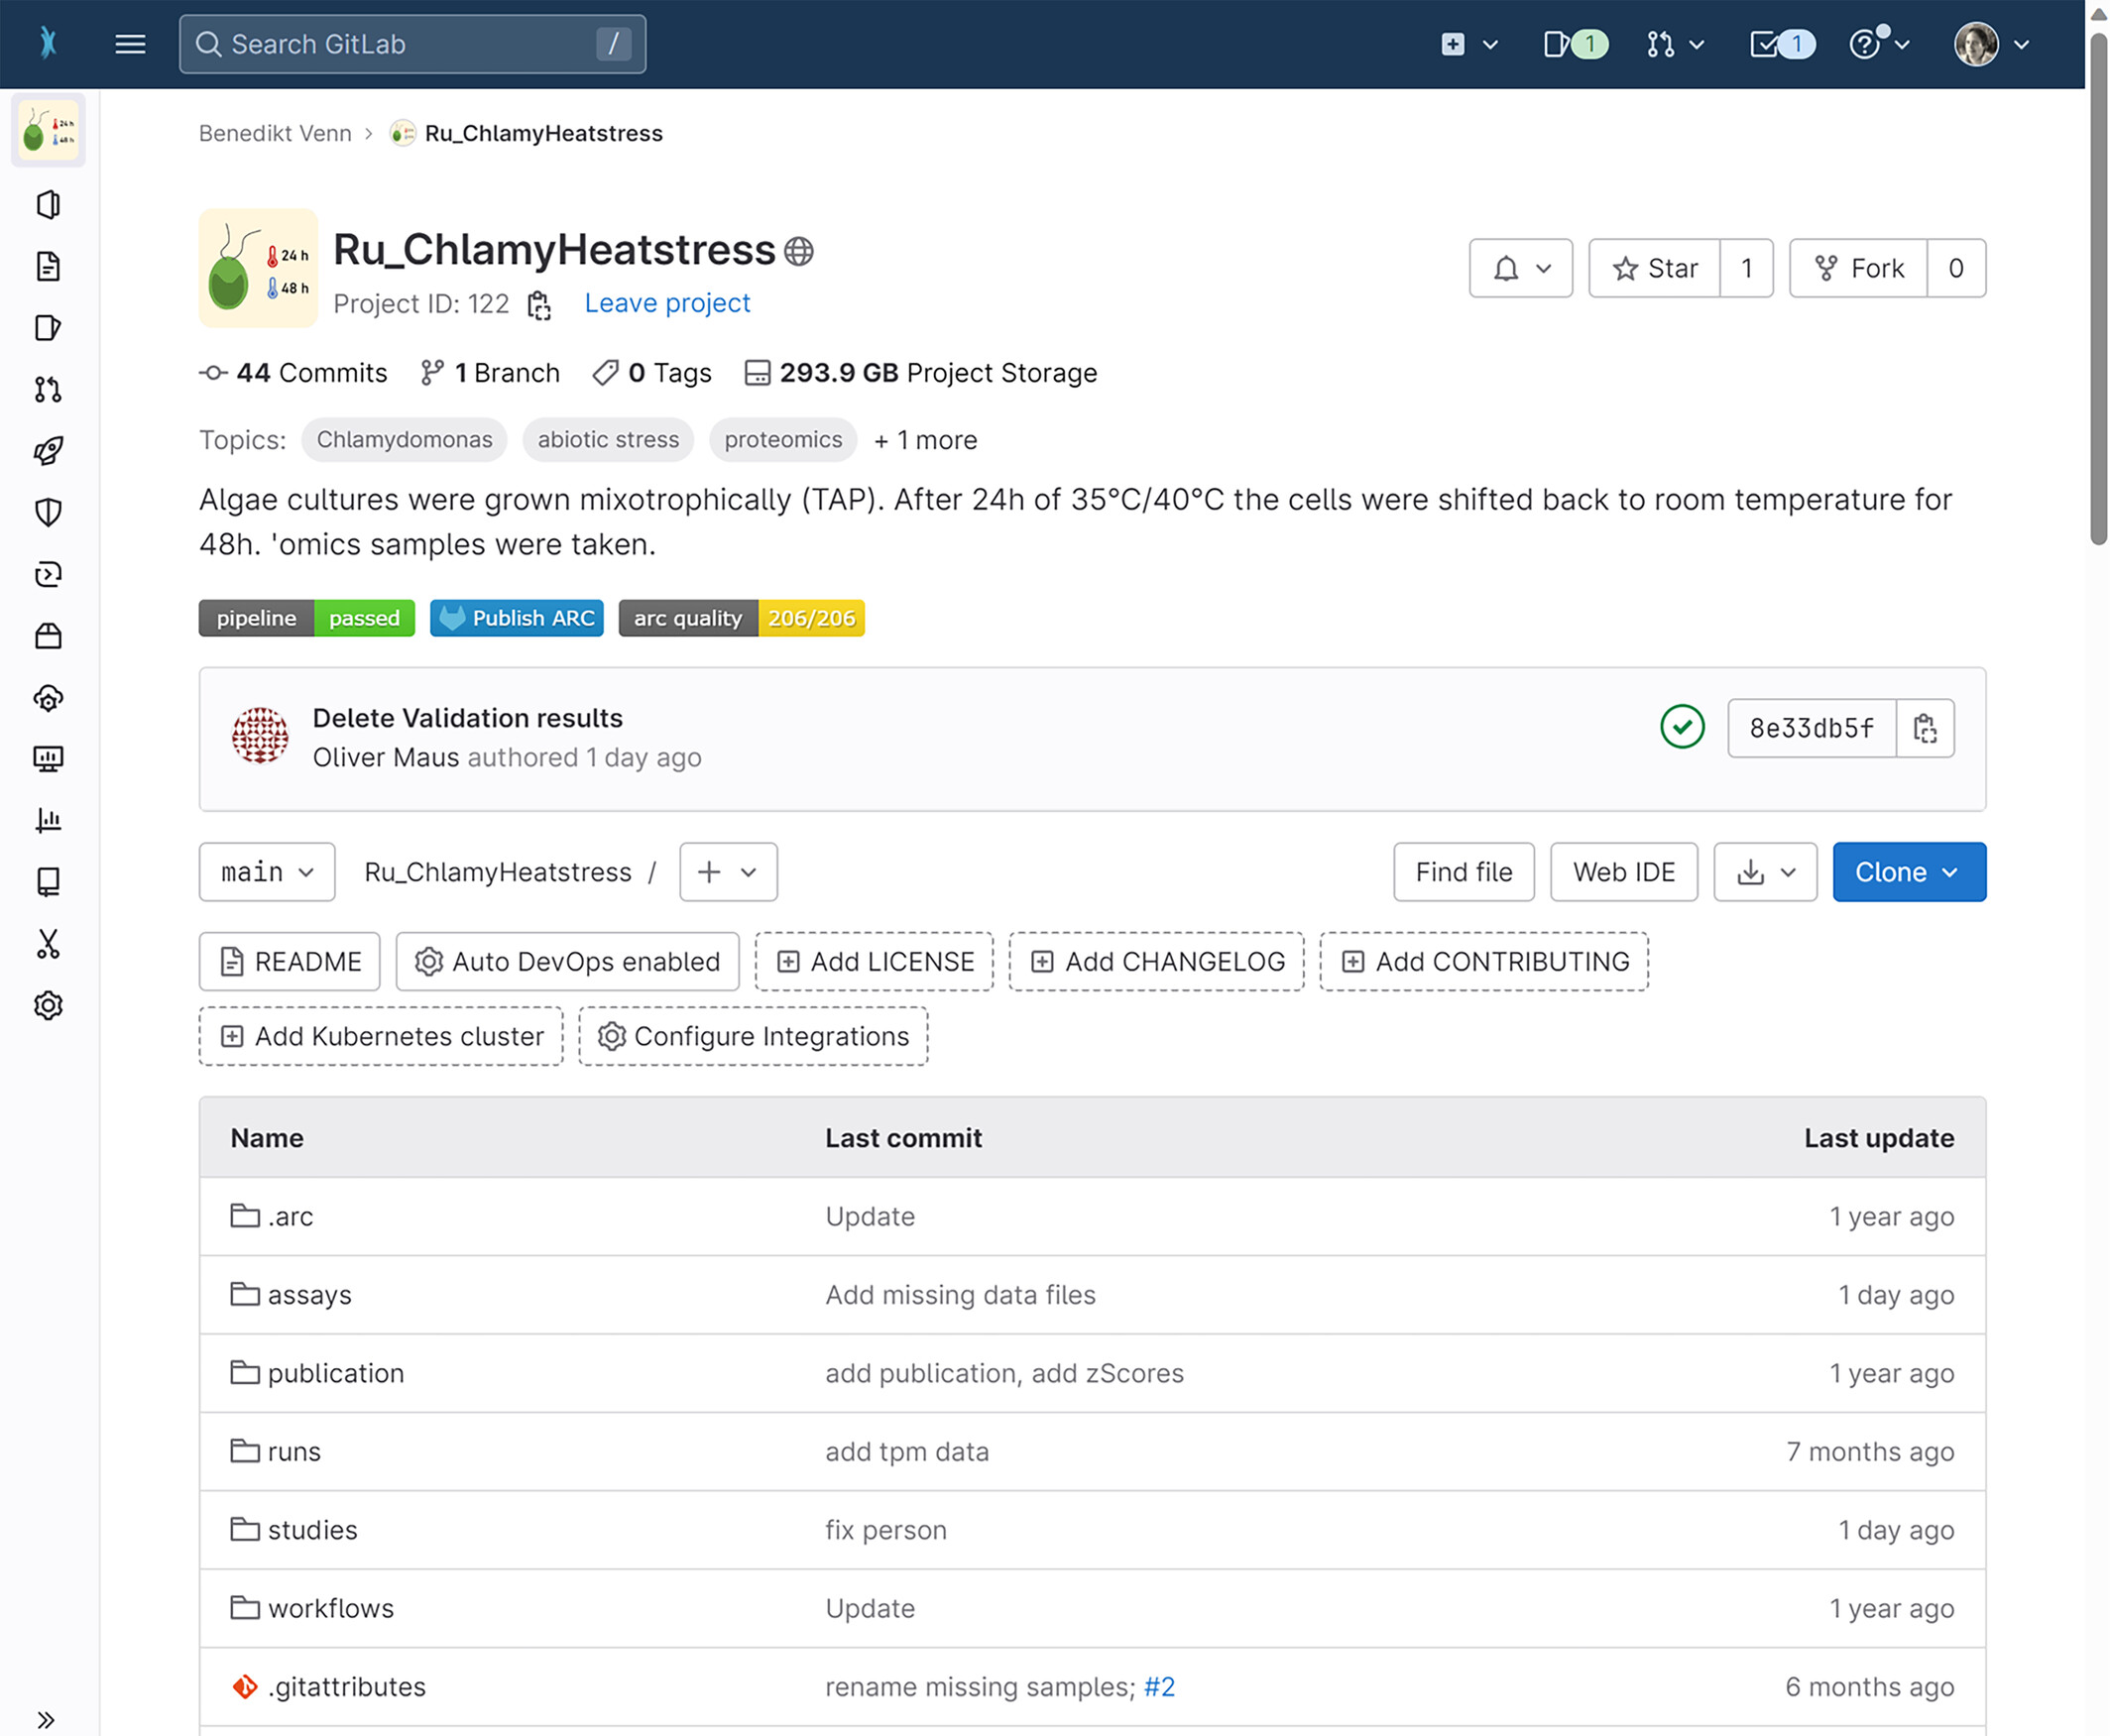 Search GitLab /
1
1
24 h
48 h
Benedikt Venn > Ru_ChlamyHeatstress
24 h
48 h
Ru_ChlamyHeatstress
Project ID: 122 Leave project
Star 1 Fork 0
44 Commits 1 Branch 0 Tags 293.9 GB Project Storage
Topics: Chlamydomonas abiotic stress proteomics + 1 more
Algae cultures were grown mixotrophically (TAP). After 24h of 35°C/40°C the cells were shifted back to room temperature for
48h. 'omics samples were taken.
pipeline passed Publish ARC arc quality 206/206
Delete Validation results
Oliver Maus authored 1 day ago
8e33db5f
main Ru_ChlamyHeatstress / + Find file Web IDE Clone
README Auto DevOps enabled Add LICENSE Add CHANGELOG Add CONTRIBUTING
Add Kubernetes cluster Configure Integrations
Name Last commit Last update
.arc Update 1 year ago
assays Add missing data files 1 day ago
publication add publication, add zScores 1 year ago
runs add tpm data 7 months ago
studies fix person 1 day ago
workflows Update 1 year ago
.gitattributes rename missing samples; #2 6 months ago